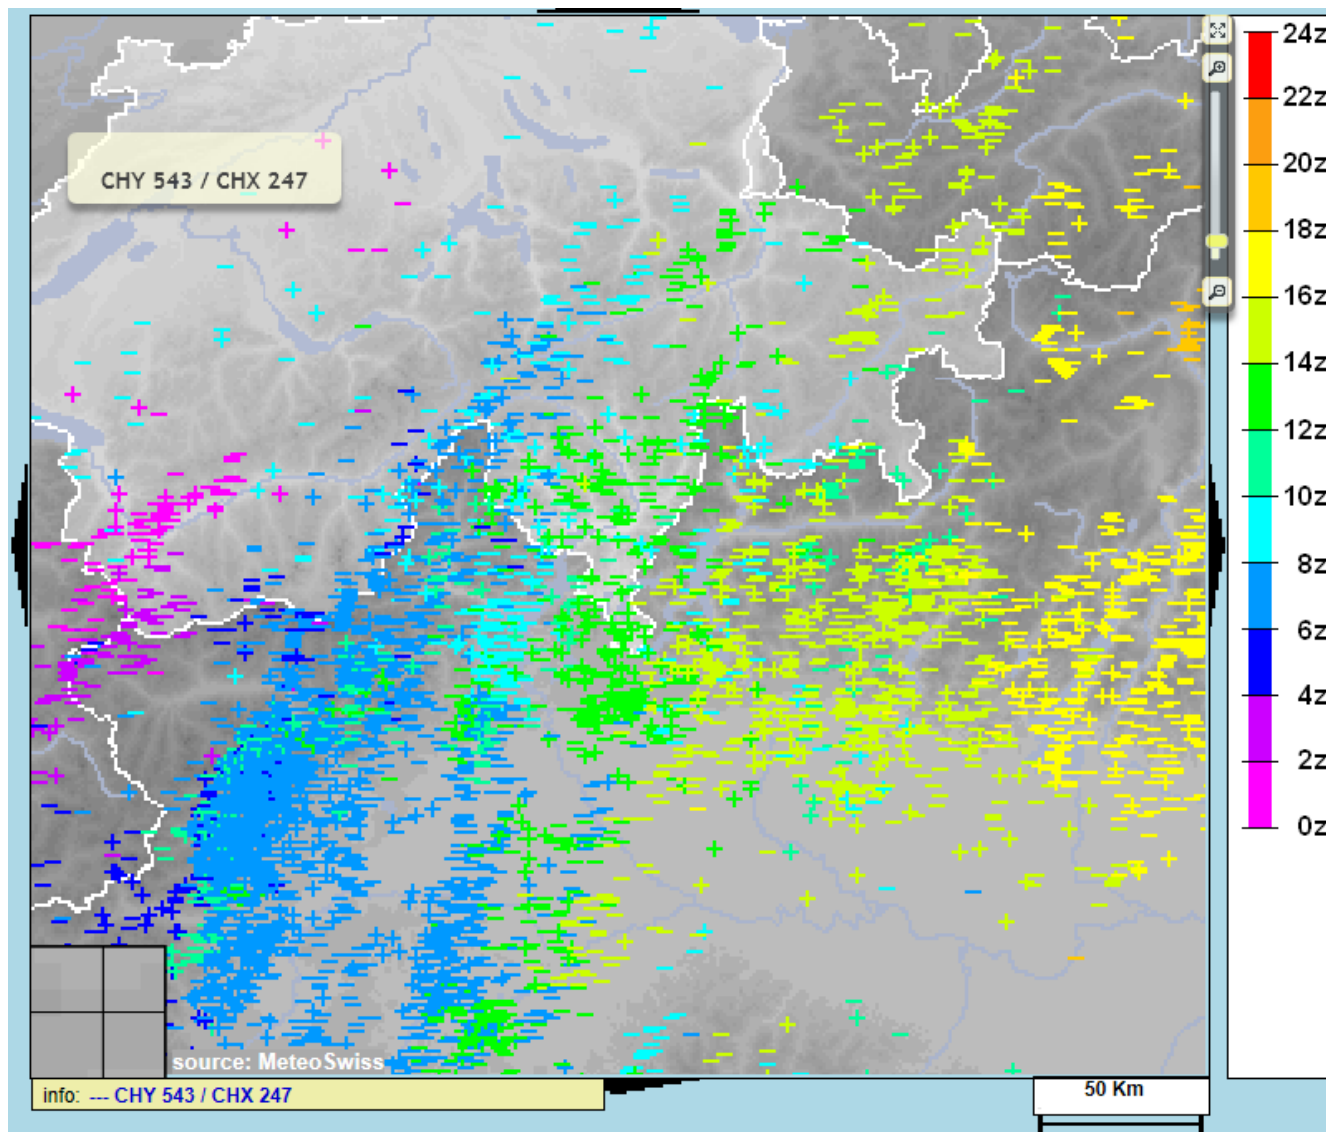 24z
22z
20z
18z
16z
14z
12z
10z
8z
6z
4z
2z
0z
CHY 543 / CHX 247
source: MeteoSwiss
info: --- CHY 543 / CHX 247
50 Km